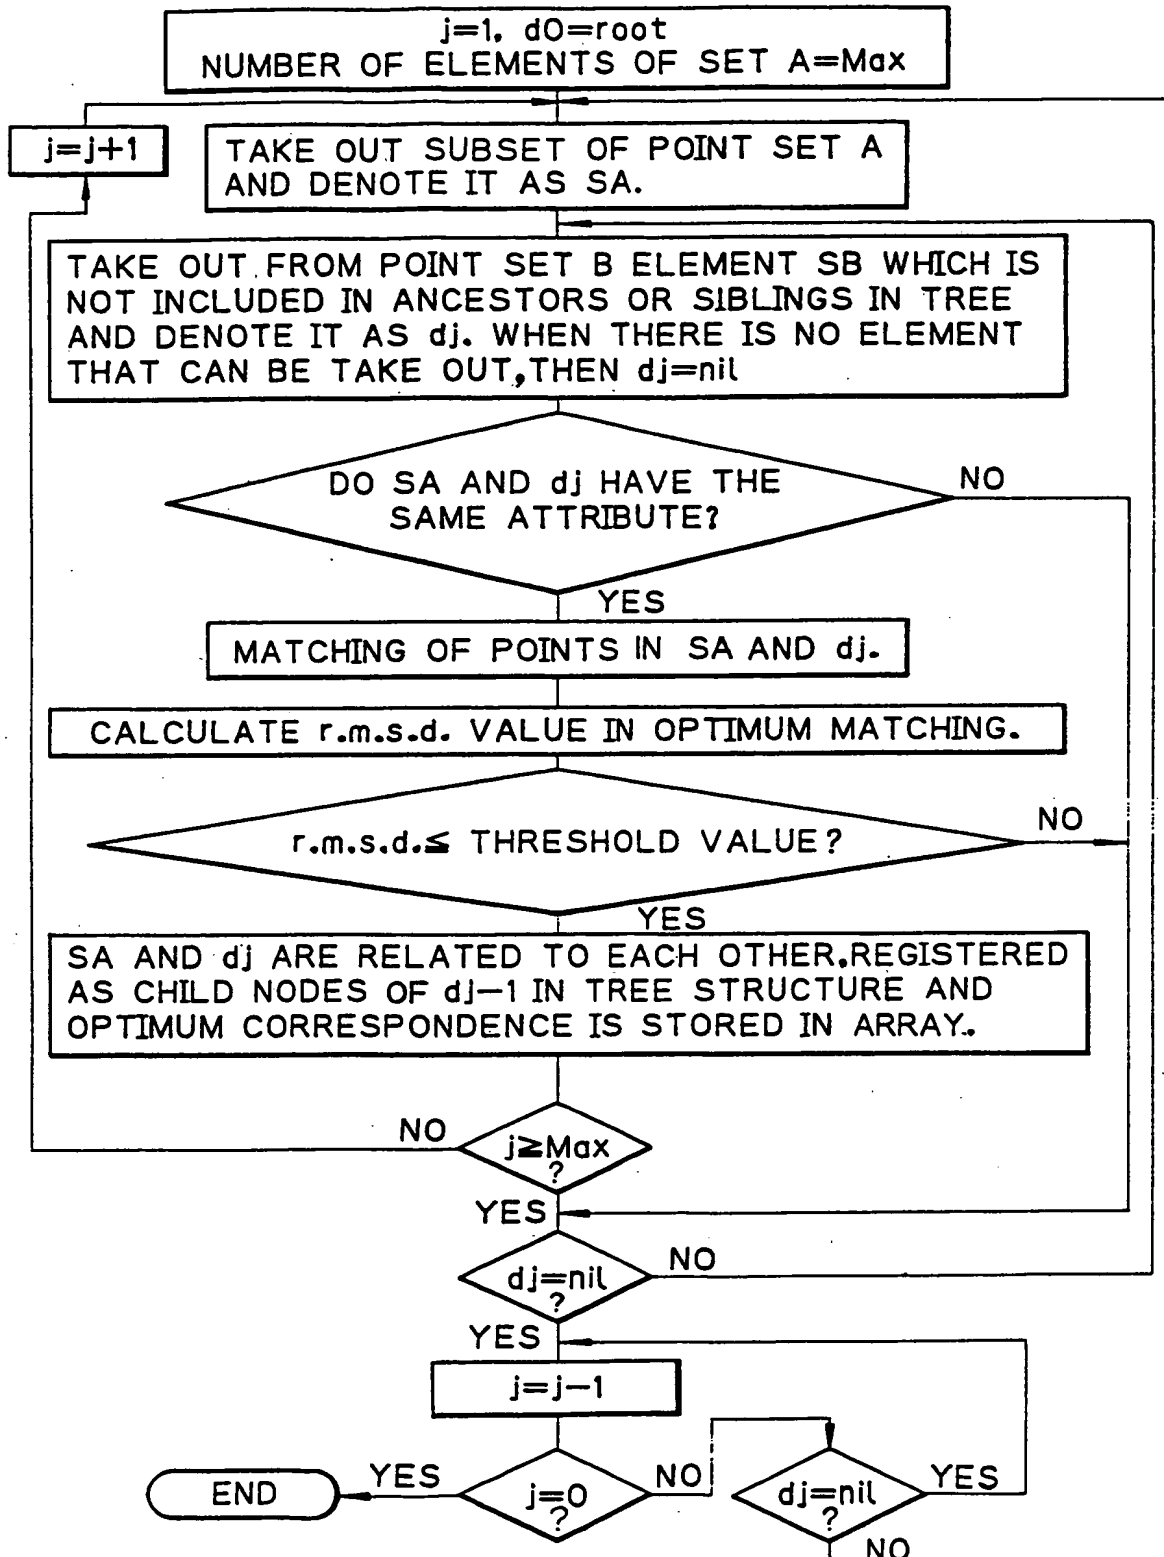 j=1, d0=root
NUMBER OF ELEMENTS OF SET A=Max
j=j+1
TAKE OUT SUBSET OF POINT SET A
AND DENOTE IT AS SA.
TAKE OUT FROM POINT SET B ELEMENT SB WHICH IS
NOT INCLUDED IN ANCESTORS OR SIBLINGS IN TREE
AND DENOTE IT AS dj. WHEN THERE IS NO ELEMENT
THAT CAN BE TAKE OUT, THEN dj=nil
DO SA AND dj HAVE THE
SAME ATTRIBUTE?
NO
YES
MATCHING OF POINTS IN SA AND dj.
CALCULATE r.m.s.d. VALUE IN OPTIMUM MATCHING.
r.m.s.d.≦ THRESHOLD VALUE?
NO
YES
SA AND dj ARE RELATED TO EACH OTHER.REGISTERED
AS CHILD NODES OF dj-1 IN TREE STRUCTURE AND
OPTIMUM CORRESPONDENCE IS STORED IN ARRAY..
NO
j≧Max
?
YES
dj=nil
?
NO
YES
j=j-1
END
YES
j=0
?
NO
dj=nil
?
YES
NO